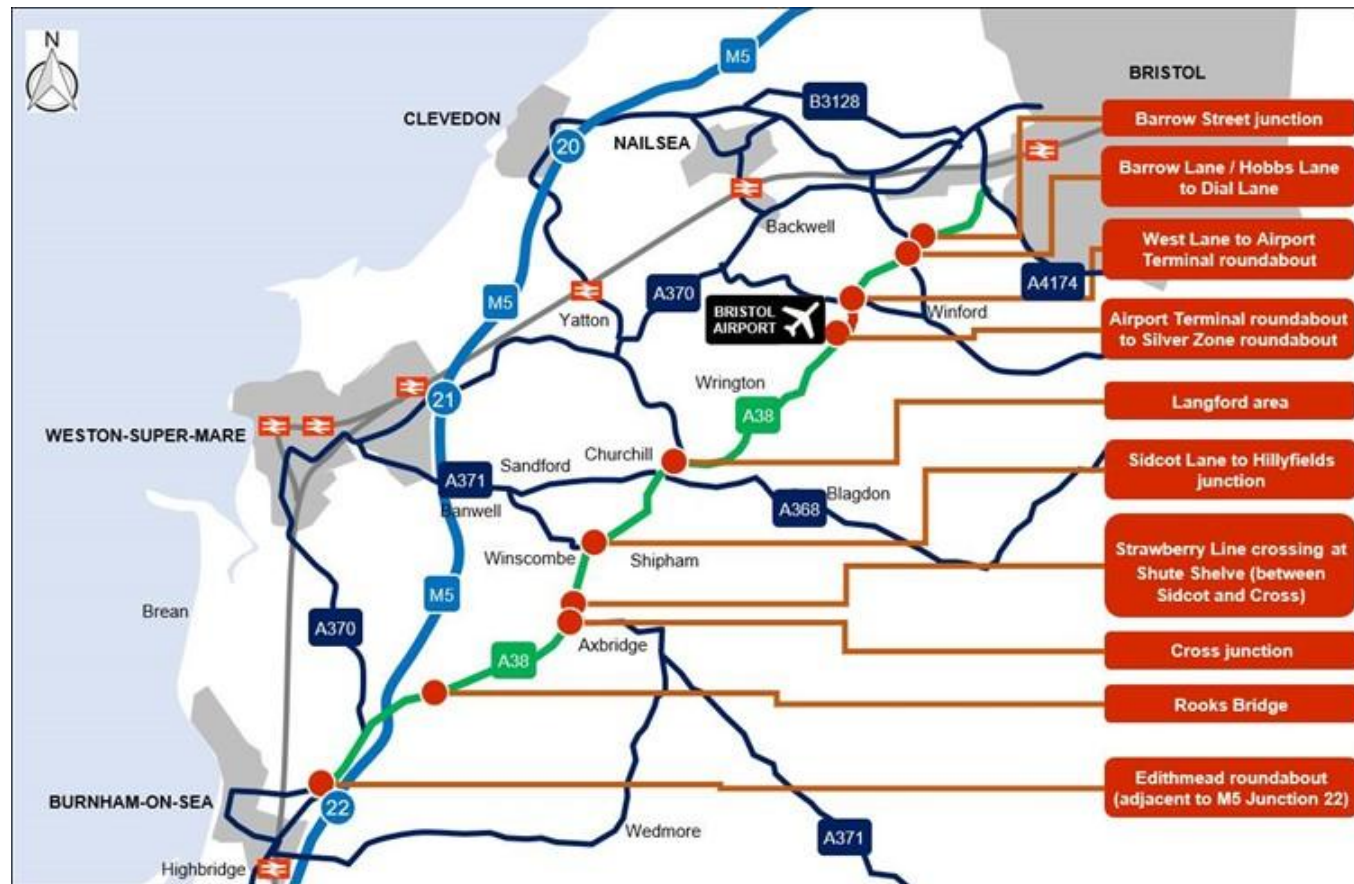 N
M5
BRISTOL
CLEVEDON
B3128
Barrow Street junction
20
NAILSEA
Barrow Lane / Hobbs Lane
to Dial Lane
Backwell
West Lane to Airport
Terminal roundabout
M5
A370
A4174
BRISTOL
AIRPORT
Winford
Yatton
Airport Terminal roundabout
to Silver Zone roundabout
Wrington
21
A38
Langford area
WESTON-SUPER-MARE
Churchill
Sandford
A371
Banwell
Blagdon
A368
Sidcot Lane to Hillyfields
junction
Winscombe
Shipham
Strawberry Line crossing at
Shute Shelve (between
Sidcot and Cross)
M5
Brean
A370
Axbridge
Cross junction
A38
Rooks Bridge
Edithmead roundabout
(adjacent to M5 Junction 22)
BURNHAM-ON-SEA
22
Wedmore
A371
Highbridge